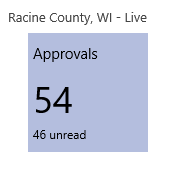 Racine County, WI - Live
Approvals
54
46 unread